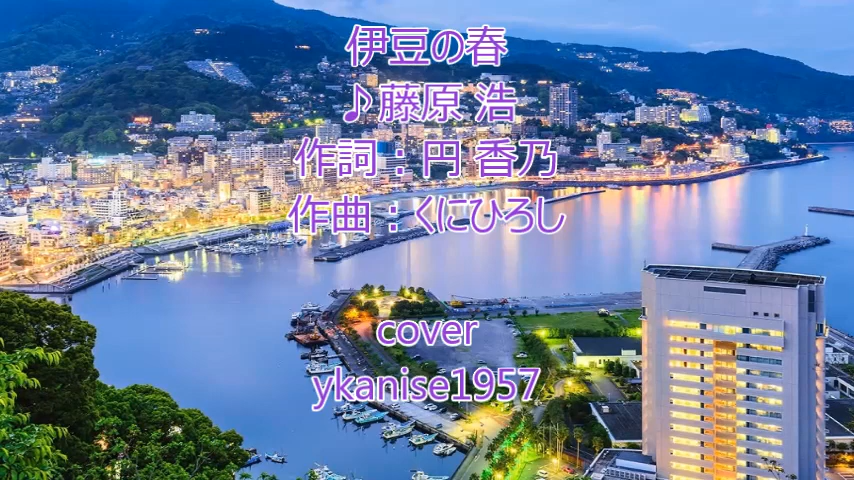 伊豆の春
♪藤原 浩
作詞：円 香乃
作曲：くにひろし
cover
ykanise1957